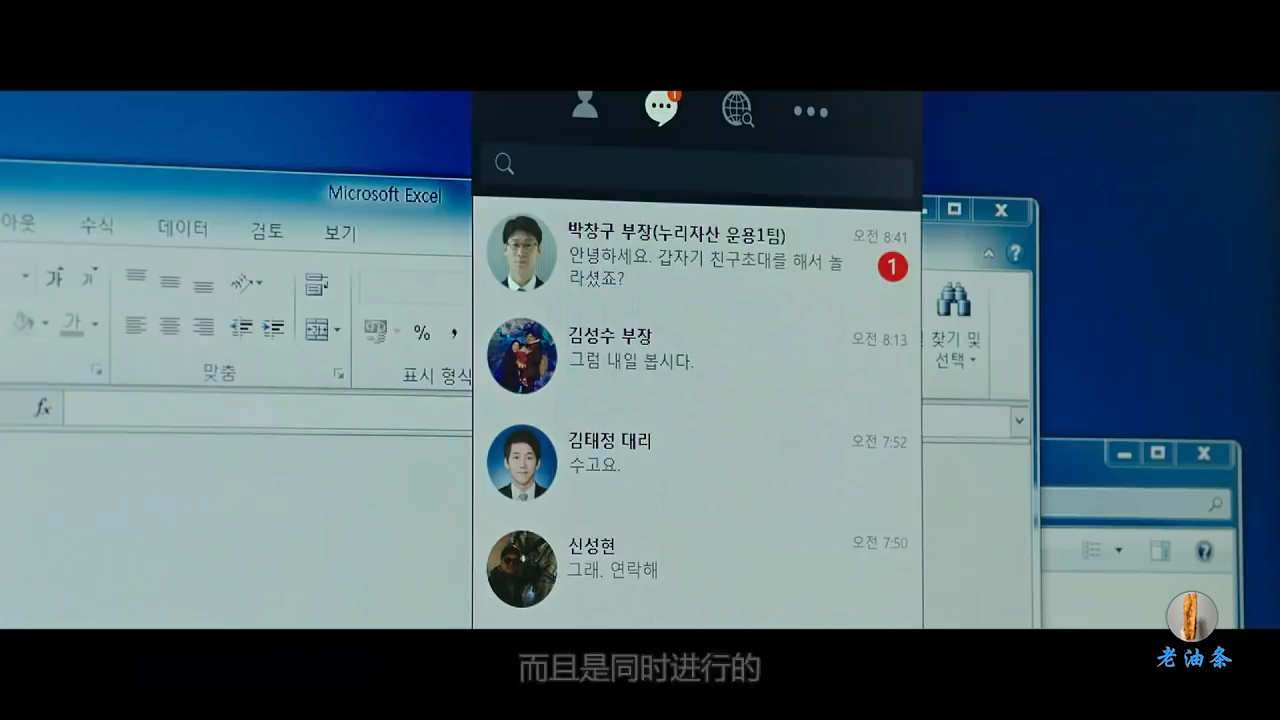 1
Microsoft Excel
아웃 수식 데이터 검토 보기
박창구 부장(누리자산 운용1팀)
오전 8:41
안녕하세요. 갑자기 친구초대를 해서 놀
라셨죠?
1
김성수 부장
오전 8:13
그럼 내일 봅시다.
김태정 대리
오전 7:52
수고요.
신성현
오전 7:50
그래. 연락해
가 가
가
%
,
맞춤
표시 형식
fx
찾기 및
선택
老油条
而且是同时进行的